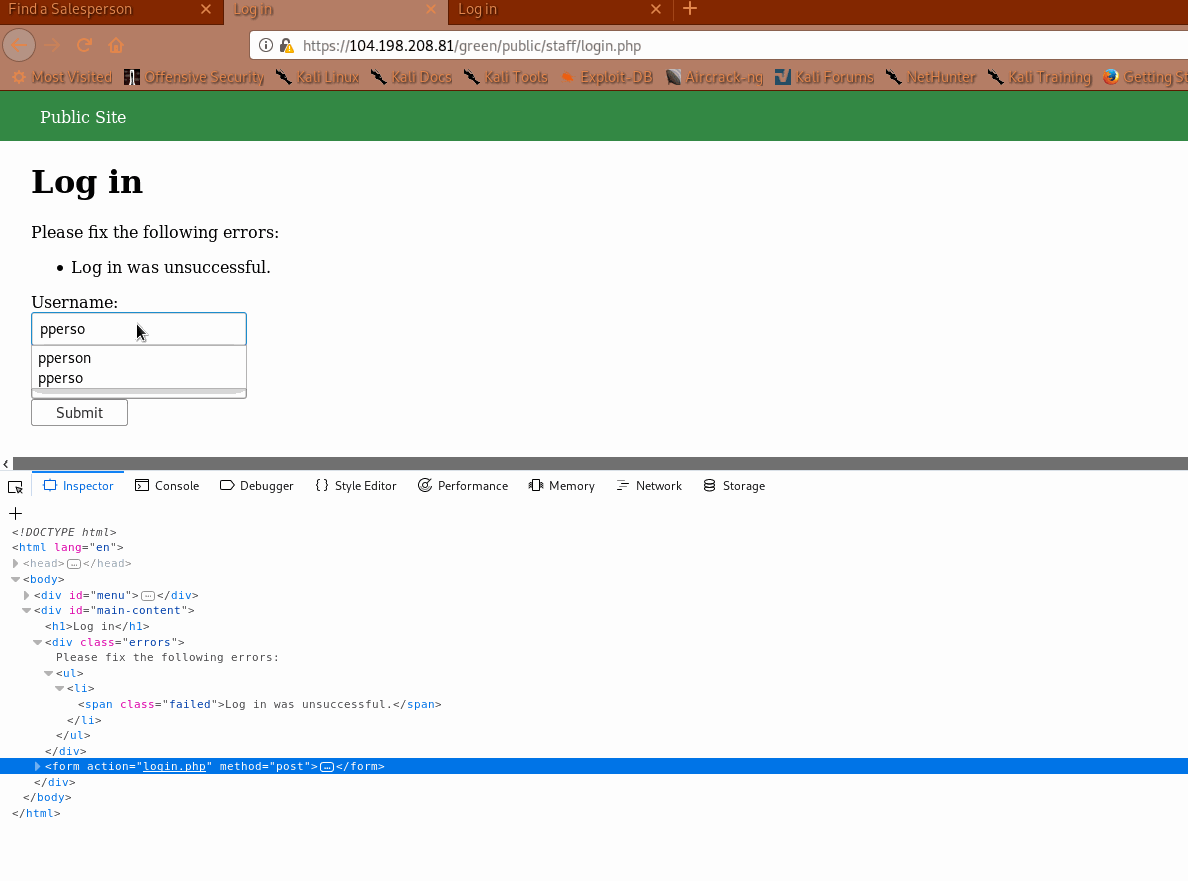 Find a Salesperson Log in Log in
https://104.198.208.81/green/public/staff/login.php
Most Visited Offensive Security Kali Linux Kali Docs Kali Tools Exploit-DB Aircrack-ng Kali Forums NetHunter Kali Training Getting St
Public Site
Log in
Please fix the following errors:
• Log in was unsuccessful.
Username:
pperso
pperson
pperso
Submit
Inspector Console Debugger {} Style Editor Performance Memory Network Storage
+
<!DOCTYPE html>
<html lang="en">
<head>…</head>
<body>
<div id="menu">…</div>
<div id="main-content">
<h1>Log in</h1>
<div class="errors">
Please fix the following errors:
<ul>
<li>
<span class="failed">Log in was unsuccessful.</span>
</li>
</ul>
</div>
<form action="login.php" method="post">…</form>
</div>
</body>
</html>